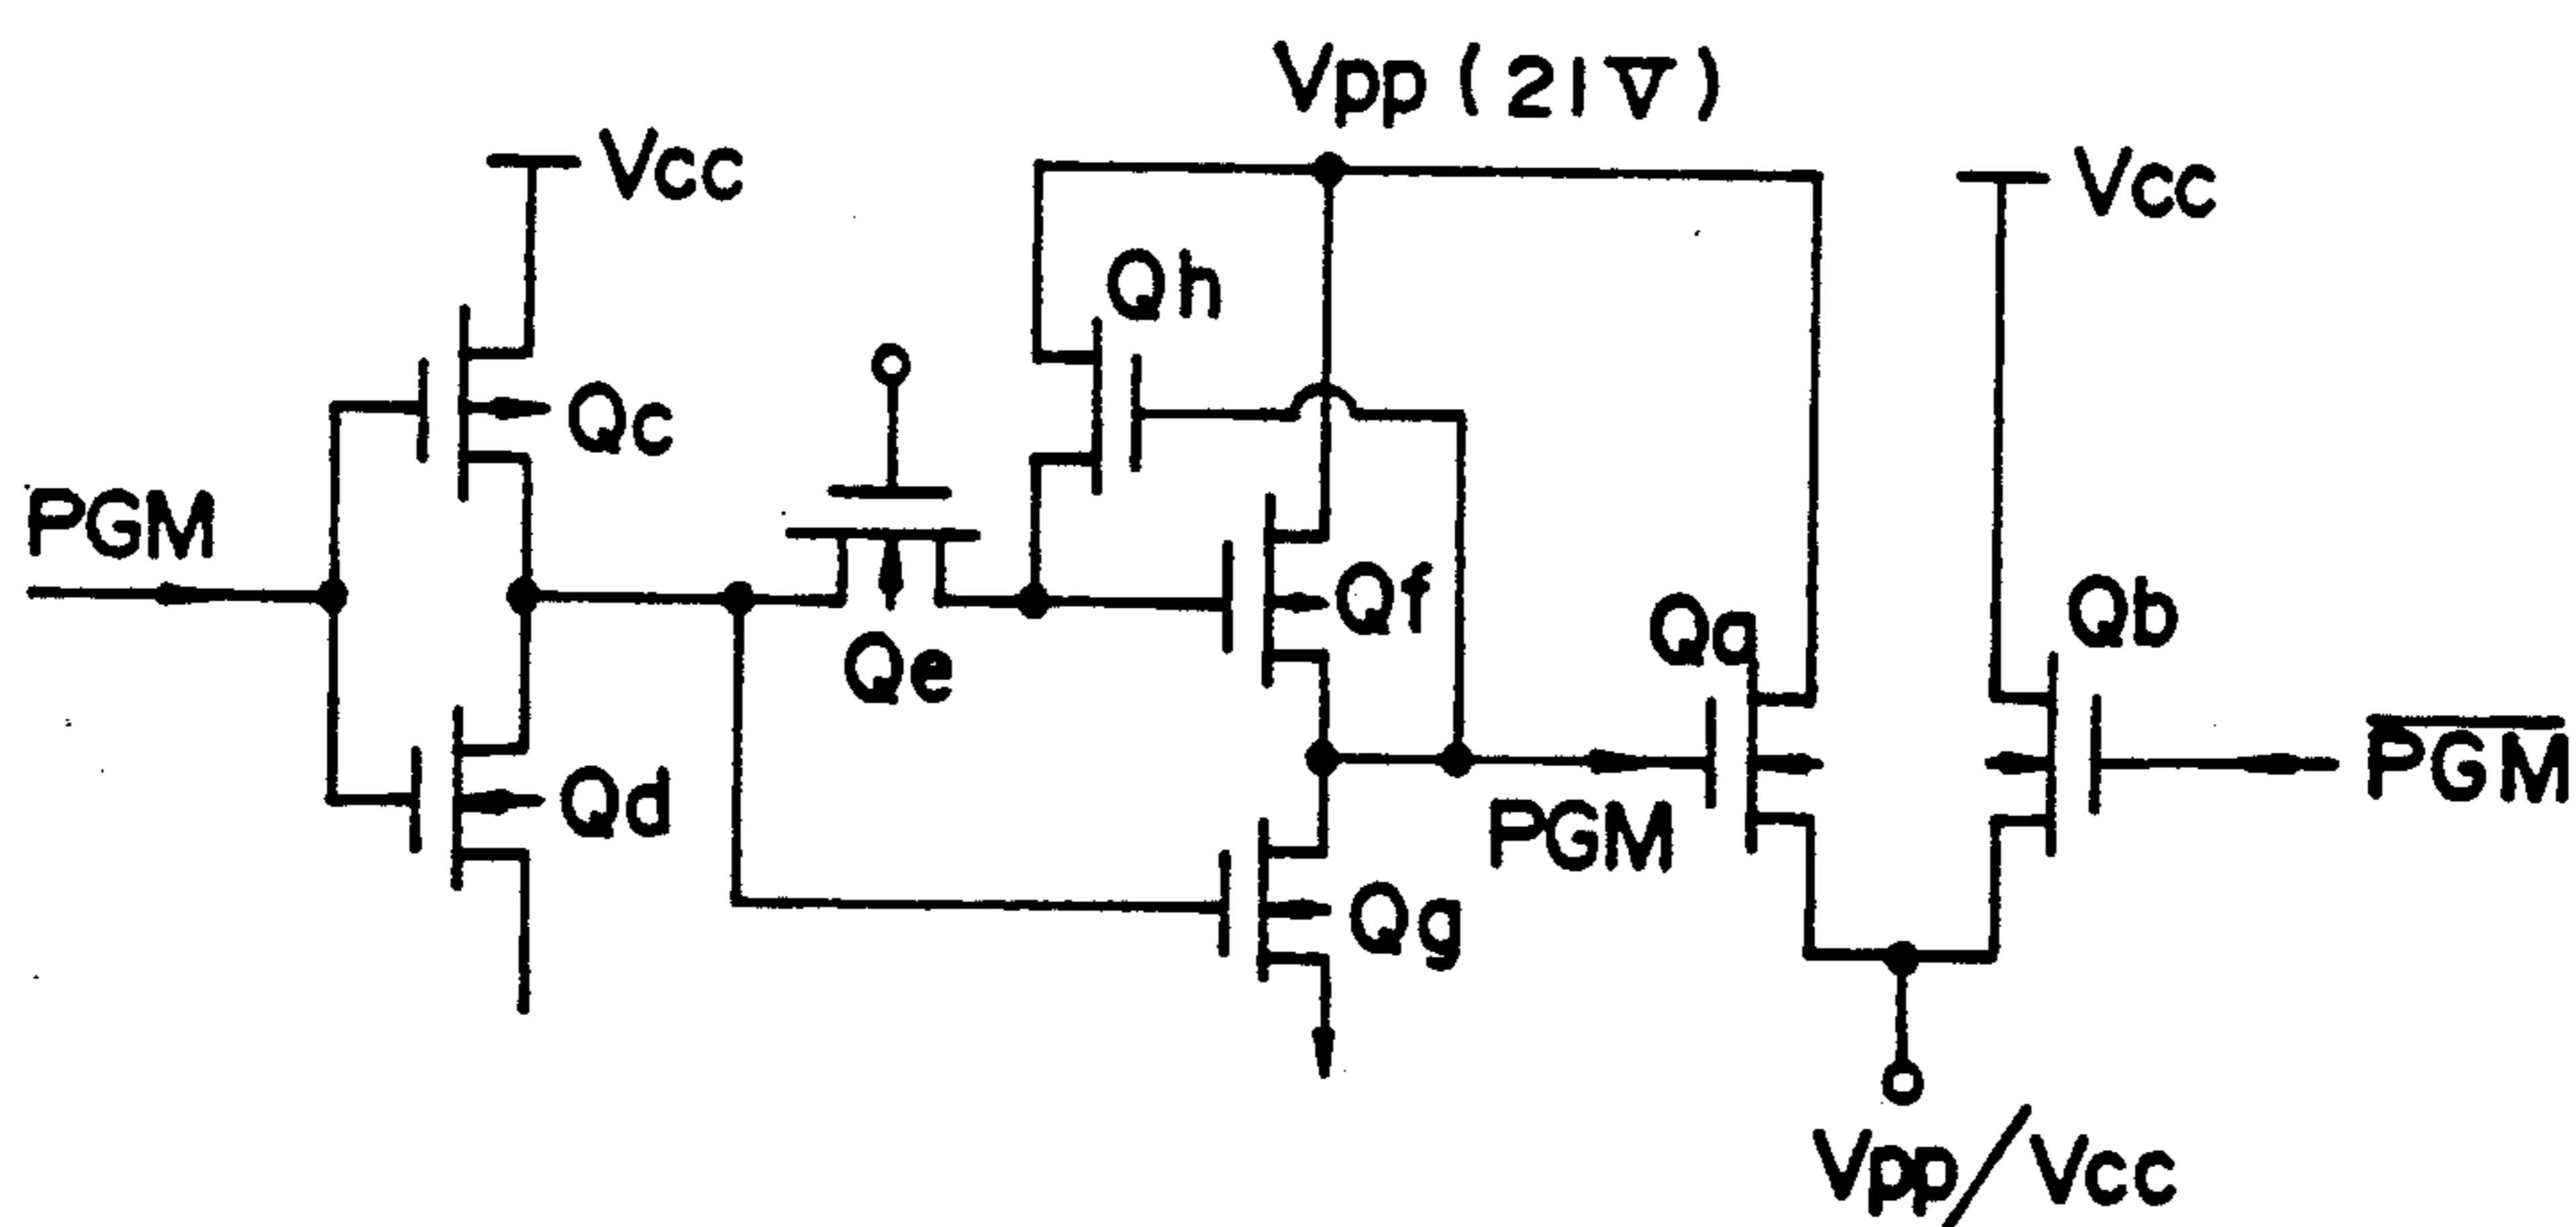 Vpp (21V)
Vcc
Vcc
Qh
Qc
PGM
Qf
Qb
Qa
Qe
PGM
Qd
PGM
Qg
Vpp/Vcc